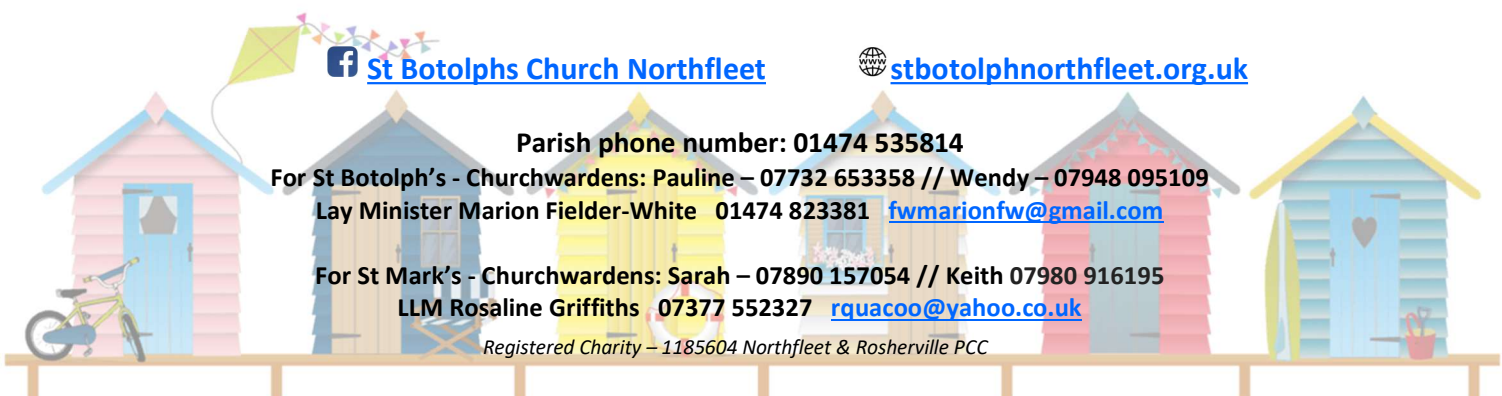 St Botolphs Church Northfleet www stbotolphnorthfleet.org.uk
Parish phone number: 01474 535814
For St Botolph's - Churchwardens: Pauline – 07732 653358 // Wendy – 07948 095109
Lay Minister Marion Fielder-White 01474 823381 fwmarionfw@gmail.com
For St Mark's - Churchwardens: Sarah – 07890 157054 // Keith 07980 916195
LLM Rosaline Griffiths 07377 552327 rquacoo@yahoo.co.uk
Registered Charity – 1185604 Northfleet & Rosherville PCC